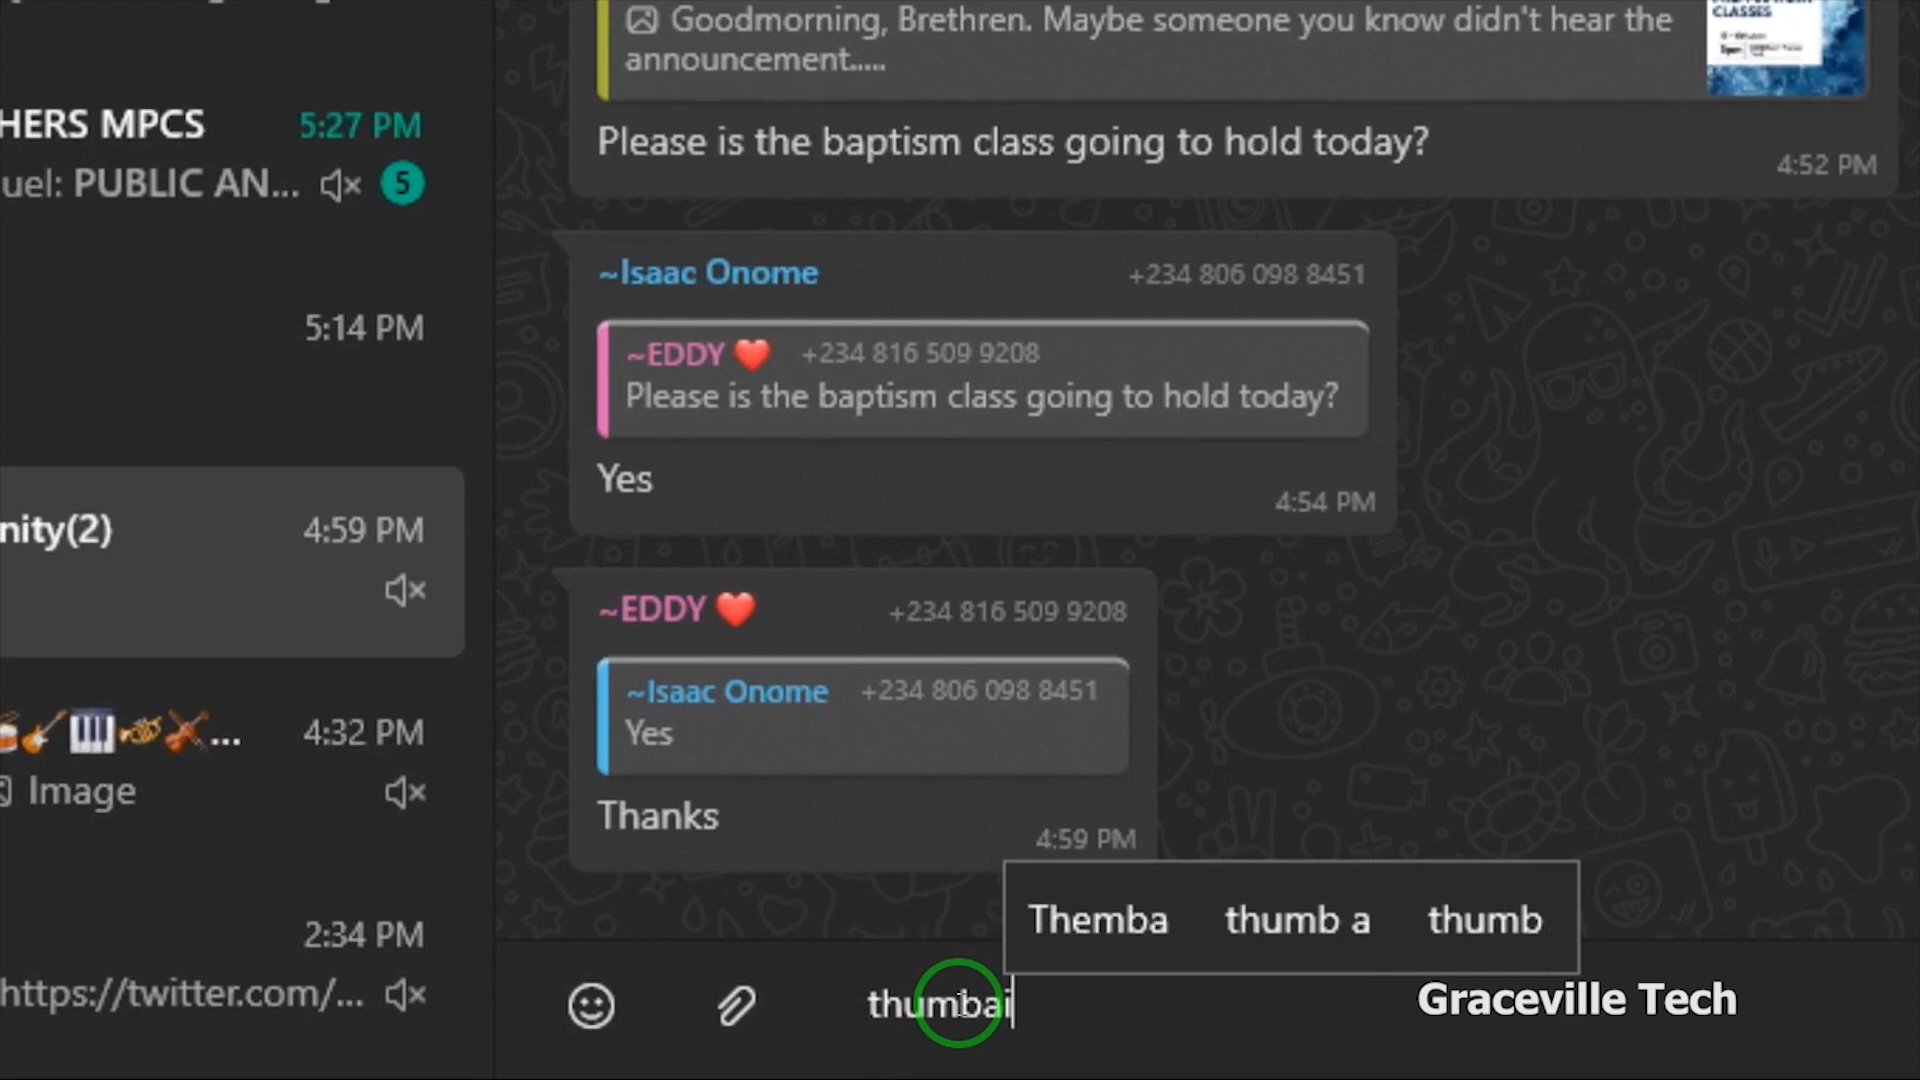 HERS MPCS
5:27 PM
uel: PUBLIC AN...
5
5:14 PM
nity(2)
4:59 PM
...
4:32 PM
Image
2:34 PM
https://twitter.com/...
Goodmorning, Brethren. Maybe someone you know didn't hear the
announcement.....
CLASSES
Please is the baptism class going to hold today?
4:52 PM
~Isaac Onome
+234 806 098 8451
~EDDY ❤️
+234 816 509 9208
Please is the baptism class going to hold today?
Yes
4:54 PM
~EDDY ❤️
+234 816 509 9208
~Isaac Onome
+234 806 098 8451
Yes
Thanks
4:59 PM
Themba
thumb a
thumb
thumbai
Graceville Tech